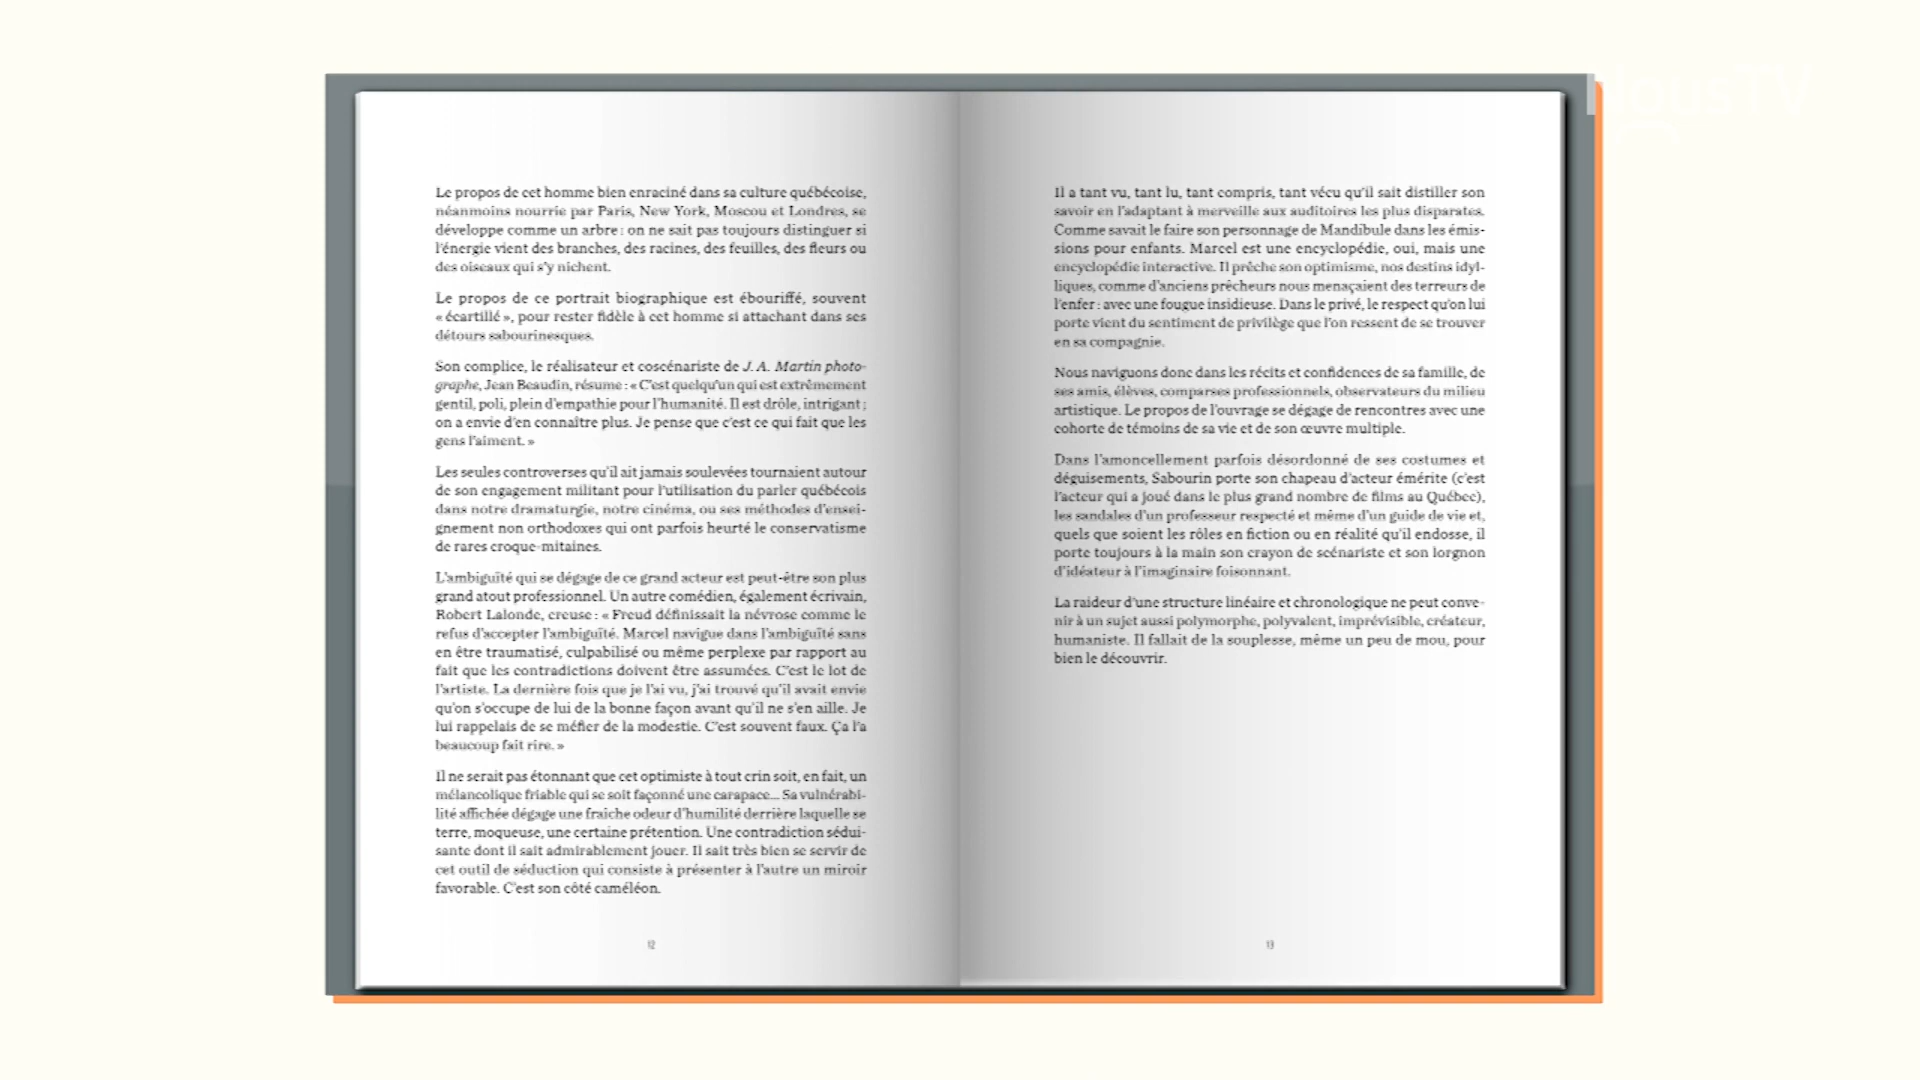 Le propos de cet homme bien enraciné dans sa culture québécoise,
néanmoins nourrie par Paris, New York, Moscou et Londres, se
développe comme un arbre : on ne sait pas toujours distinguer si
l'énergie vient des branches, des racines, des feuilles, des fleurs ou
des oiseaux qui s'y nichent.
Le propos de ce portrait biographique est ébouriffé, souvent
« écartillé », pour rester fidèle à cet homme si attachant dans ses
détours sabourinesques.
Son complice, le réalisateur et coscénariste de J. A. Martin photo-
graphe, Jean Beaudin, résume : « C'est quelqu'un qui est extrêmement
gentil, poli, plein d'empathie pour l'humanité. Il est drôle, intrigant ;
on a envie d'en connaître plus. Je pense que c'est ce qui fait que les
gens l'aiment. »
Les seules controverses qu'il ait jamais soulevées tournaient autour
de son engagement militant pour l'utilisation du parler québécois
dans notre dramaturgie, notre cinéma, ou ses méthodes d'ensei-
gnement non orthodoxes qui ont parfois heurté le conservatisme
de rares croque-mitaines.
L'ambiguïté qui se dégage de ce grand acteur est peut-être son plus
grand atout professionnel. Un autre comédien, également écrivain,
Robert Lalonde, creuse : « Freud définissait la névrose comme le
refus d'accepter l'ambiguïté. Marcel navigue dans l'ambiguïté sans
en être traumatisé, culpabilisé ou même perplexe par rapport au
fait que les contradictions doivent être assumées. C'est le lot de
l'artiste. La dernière fois que je l'ai vu, j'ai trouvé qu'il avait envie
qu'on s'occupe de lui de la bonne façon avant qu'il ne s'en aille. Je
lui rappelais de se méfier de la modestie. C'est souvent faux. Ça l'a
beaucoup fait rire. »
Il ne serait pas étonnant que cet optimiste à tout crin soit, en fait, un
mélancolique friable qui se soit façonné une carapace... Sa vulnérabi-
lité affichée dégage une fraîche odeur d'humilité derrière laquelle se
terre, moqueuse, une certaine prétention. Une contradiction sédui-
sante dont il sait admirablement jouer. Il sait très bien se servir de
cet outil de séduction qui consiste à présenter à l'autre un miroir
favorable. C'est son côté caméléon.
12
Il a tant vu, tant lu, tant compris, tant vécu qu'il sait distiller son
savoir en l'adaptant à merveille aux auditoires les plus disparates.
Comme savait le faire son personnage de Mandibule dans les émis-
sions pour enfants. Marcel est une encyclopédie, oui, mais une
encyclopédie interactive. Il prêche son optimisme, nos destins idyl-
liques, comme d'anciens prêcheurs nous menaçaient des terreurs de
l'enfer : avec une fougue insidieuse. Dans le privé, le respect qu'on lui
porte vient du sentiment de privilège que l'on ressent de se trouver
en sa compagnie.
Nous naviguons donc dans les récits et confidences de sa famille, de
ses amis, élèves, comparses professionnels, observateurs du milieu
artistique. Le propos de l'ouvrage se dégage de rencontres avec une
cohorte de témoins de sa vie et de son œuvre multiple.
Dans l'amoncellement parfois désordonné de ses costumes et
déguisements, Sabourin porte son chapeau d'acteur émérite (c'est
l'acteur qui a joué dans le plus grand nombre de films au Québec),
les sandales d'un professeur respecté et même d'un guide de vie et,
quels que soient les rôles en fiction ou en réalité qu'il endosse, il
porte toujours à la main son crayon de scénariste et son lorgnon
d'idéateur à l'imaginaire foisonnant.
La raideur d'une structure linéaire et chronologique ne peut conve-
nir à un sujet aussi polymorphe, polyvalent, imprévisible, créateur,
humaniste. Il fallait de la souplesse, même un peu de mou, pour
bien le découvrir.
13
NousTV